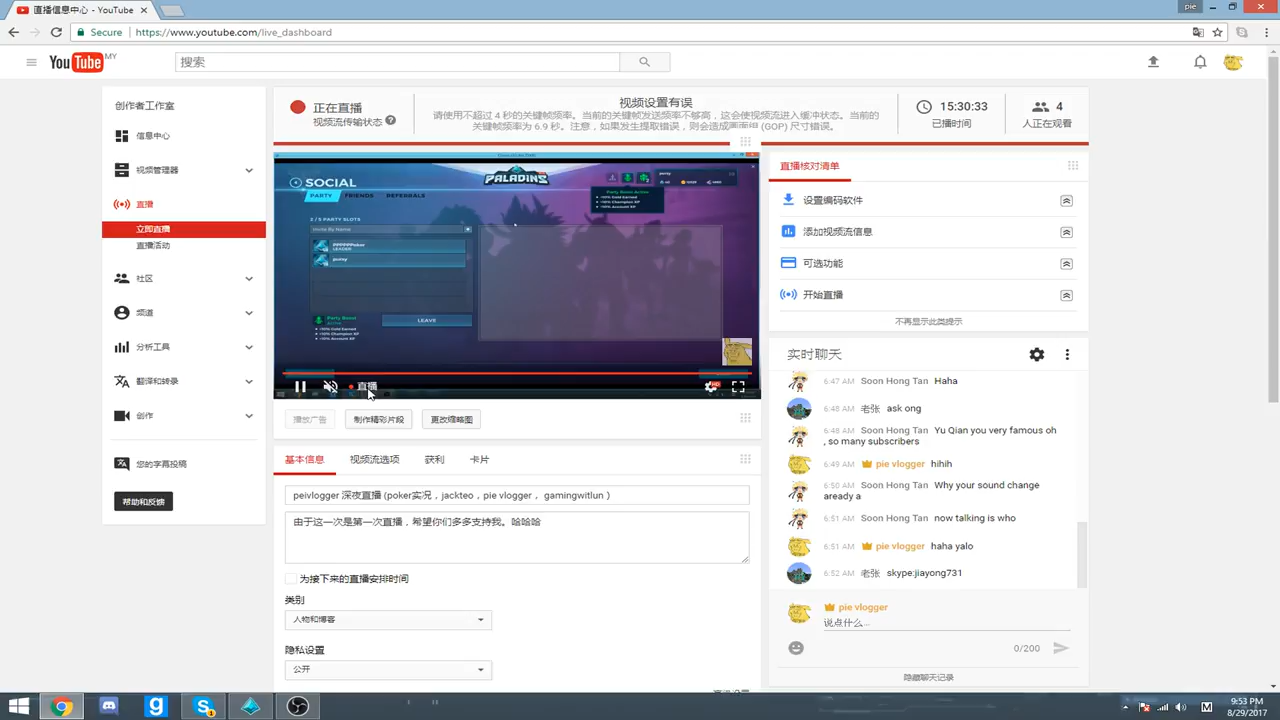 直播信息中心 - YouTube
pie
Secure
https://www.youtube.com/live_dashboard
YouTube MY
搜索
创作者工作室
信息中心
视频管理器
直播
立即直播
直播活动
社区
频道
分析工具
翻译和转录
创作
您的字幕投稿
帮助和反馈
正在直播
视频流传输状态
视频设置有误
请使用不超过 4 秒的关键帧频率。当前的关键帧发送频率不够高，这会使视频流进入缓冲状态。当前的
关键帧频率为 6.9 秒。注意，如果发生提取错误，则会造成画面组 (GOP) 尺寸错误。
15:30:33
已播时间
4
人正在观看
SOCIAL
PALADINS
PARTY
FRIENDS
REFERRALS
2 / 5 PARTY SLOTS
Invite By Name
LEADER
Party Boost Active
Party Boost
Active
LEAVE
直播
播放广告
制作精彩片段
更改缩略图
基本信息
视频流选项
获利
卡片
peivlogger 深夜直播 (poker实况，jackteo，pie vlogger， gamingwitlun )
由于这一次是第一次直播，希望你们多多支持我。哈哈哈
为接下来的直播安排时间
类别
人物和博客
隐私设置
公开
直播核对清单
设置编码软件
添加视频流信息
可选功能
开始直播
不再显示此类提示
实时聊天
6:47 AM Soon Hong Tan Haha
6:48 AM 老张 ask ong
6:48 AM Soon Hong Tan Yu Qian you very famous oh
, so many subscribers
6:49 AM pie vlogger hihih
6:50 AM Soon Hong Tan Why your sound change
aready a
6:51 AM Soon Hong Tan now talking is who
6:51 AM pie vlogger haha yalo
6:52 AM 老张 skype:jiayong731
pie vlogger
说点什么...
0/200
隐藏聊天记录
9:53 PM
8/29/2017